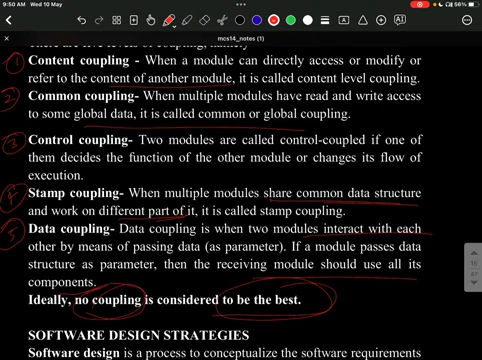 9:50 AM Wed 10 May
56%
mcs14_notes (1)
There are five levels of coupling, namely
1 Content coupling - When a module can directly access or modify or
refer to the content of another module, it is called content level coupling.
2 Common coupling- When multiple modules have read and write access
to some global data, it is called common or global coupling.
3 Control coupling- Two modules are called control-coupled if one of
them decides the function of the other module or changes its flow of
execution.
4 Stamp coupling- When multiple modules share common data structure
and work on different part of it, it is called stamp coupling.
5 Data coupling- Data coupling is when two modules interact with each
other by means of passing data (as parameter). If a module passes data
structure as parameter, then the receiving module should use all its
components.
Ideally, no coupling is considered to be the best.
SOFTWARE DESIGN STRATEGIES
Software design is a process to conceptualize the software requirements